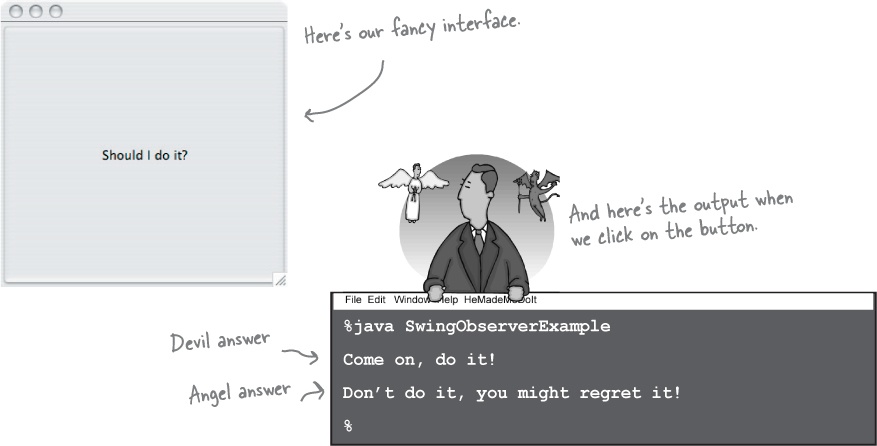 Here's our fancy interface.
Should I do it?
And here's the output when
we click on the button.
File Edit Window Help HeMadeMeDoIt
%java SwingObserverExample
Devil answer
Come on, do it!
Angel answer
Don't do it, you might regret it!
%